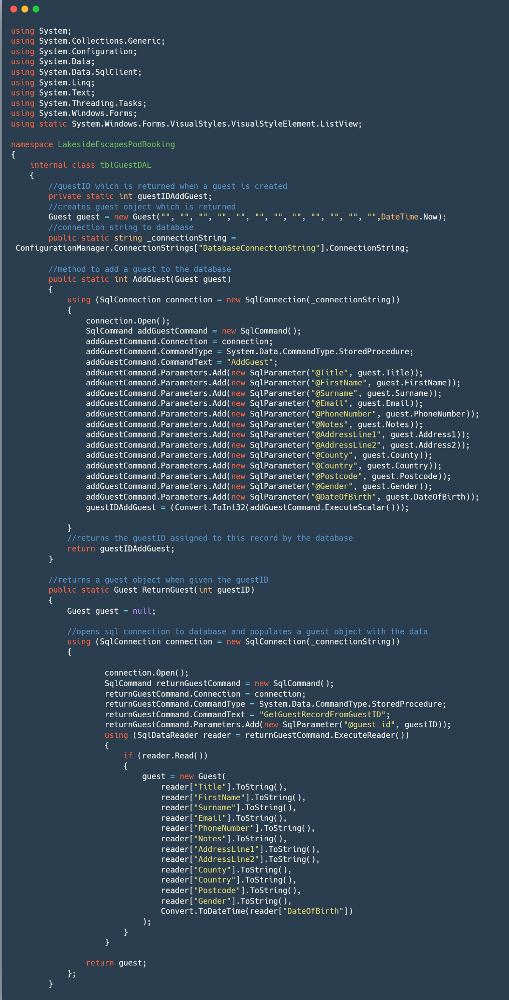 using System;
using System.Collections.Generic;
using System.Configuration;
using System.Data;
using System.Data.SqlClient;
using System.Linq;
using System.Text;
using System.Threading.Tasks;
using System.Windows.Forms;
using static System.Windows.Forms.VisualStyles.VisualStyleElement.ListView;

namespace LakesideEscapesPodBooking
{
    internal class tblGuestDAL
    {
        //guestID which is returned when a guest is created
        private static int guestIDAddGuest;
        //creates guest object which is returned
        Guest guest = new Guest("", "", "", "", "", "", "", "", "", "", "", "",DateTime.Now);
        //connection string to database
        public static string _connectionString =
 ConfigurationManager.ConnectionStrings["DatabaseConnectionString"].ConnectionString;

        //method to add a guest to the database
        public static int AddGuest(Guest guest)
        {
            using (SqlConnection connection = new SqlConnection(_connectionString))
            {
                connection.Open();
                SqlCommand addGuestCommand = new SqlCommand();
                addGuestCommand.Connection = connection;
                addGuestCommand.CommandType = System.Data.CommandType.StoredProcedure;
                addGuestCommand.CommandText = "AddGuest";
                addGuestCommand.Parameters.Add(new SqlParameter("@Title", guest.Title));
                addGuestCommand.Parameters.Add(new SqlParameter("@FirstName", guest.FirstName));
                addGuestCommand.Parameters.Add(new SqlParameter("@Surname", guest.Surname));
                addGuestCommand.Parameters.Add(new SqlParameter("@Email", guest.Email));
                addGuestCommand.Parameters.Add(new SqlParameter("@PhoneNumber", guest.PhoneNumber));
                addGuestCommand.Parameters.Add(new SqlParameter("@Notes", guest.Notes));
                addGuestCommand.Parameters.Add(new SqlParameter("@AddressLine1", guest.Address1));
                addGuestCommand.Parameters.Add(new SqlParameter("@AddressLine2", guest.Address2));
                addGuestCommand.Parameters.Add(new SqlParameter("@County", guest.County));
                addGuestCommand.Parameters.Add(new SqlParameter("@Country", guest.Country));
                addGuestCommand.Parameters.Add(new SqlParameter("@Postcode", guest.Postcode));
                addGuestCommand.Parameters.Add(new SqlParameter("@Gender", guest.Gender));
                addGuestCommand.Parameters.Add(new SqlParameter("@DateOfBirth", guest.DateOfBirth));
                guestIDAddGuest = (Convert.ToInt32(addGuestCommand.ExecuteScalar()));

            }
            //returns the guestID assigned to this record by the database
            return guestIDAddGuest;
        }

        //returns a guest object when given the guestID
        public static Guest ReturnGuest(int guestID)
        {
            Guest guest = null;

            //opens sql connection to database and populates a guest object with the data
            using (SqlConnection connection = new SqlConnection(_connectionString))
            {

                    connection.Open();
                    SqlCommand returnGuestCommand = new SqlCommand();
                    returnGuestCommand.Connection = connection;
                    returnGuestCommand.CommandType = System.Data.CommandType.StoredProcedure;
                    returnGuestCommand.CommandText = "GetGuestRecordFromGuestID";
                    returnGuestCommand.Parameters.Add(new SqlParameter("@guest_id", guestID));
                    using (SqlDataReader reader = returnGuestCommand.ExecuteReader())
                    {
                        if (reader.Read())
                        {
                            guest = new Guest(
                                reader["Title"].ToString(),
                                reader["FirstName"].ToString(),
                                reader["Surname"].ToString(),
                                reader["Email"].ToString(),
                                reader["PhoneNumber"].ToString(),
                                reader["Notes"].ToString(),
                                reader["AddressLine1"].ToString(),
                                reader["AddressLine2"].ToString(),
                                reader["County"].ToString(),
                                reader["Country"].ToString(),
                                reader["Postcode"].ToString(),
                                reader["Gender"].ToString(),
                                Convert.ToDateTime(reader["DateOfBirth"])
                            );
                        }
                    }

                return guest;
            };
        }